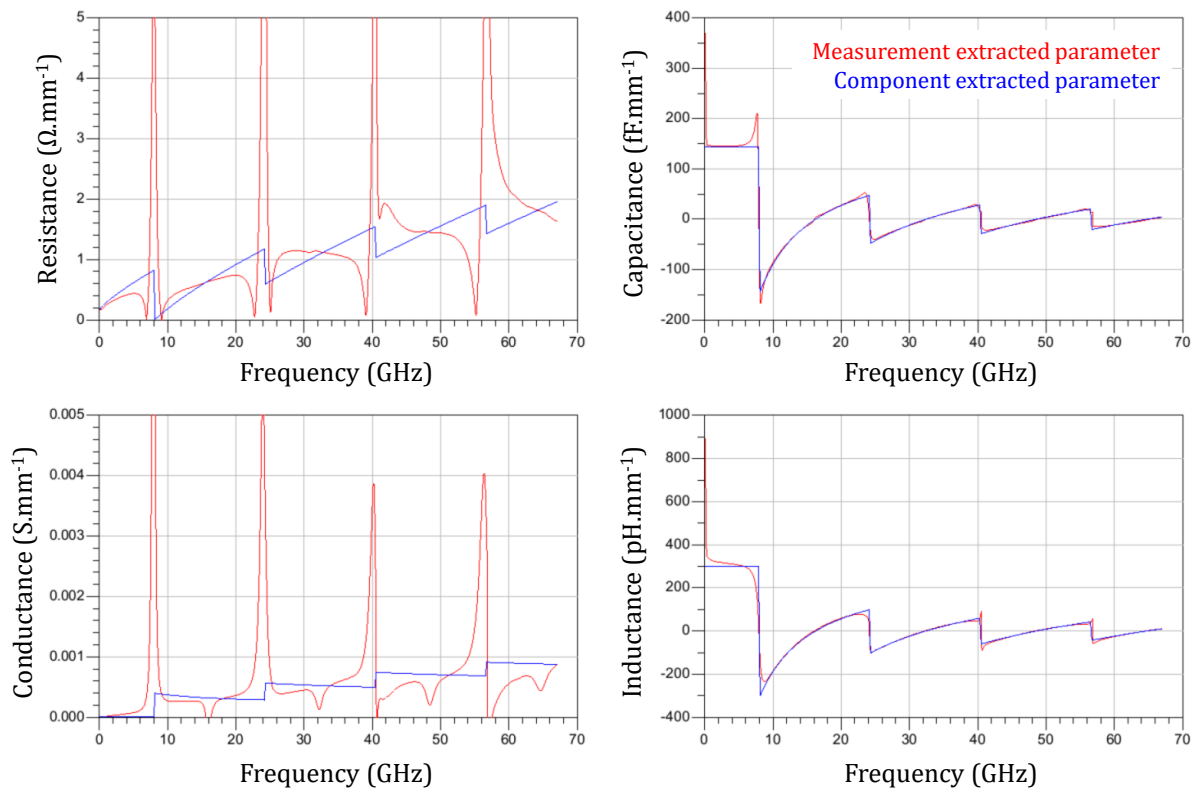 Resistance (Ω.mm⁻¹)
5
4
3
2
1
0
0 10 20 30 40 50 60 70
Frequency (GHz)
Capacitance (fF.mm⁻¹)
400
300
200
100
0
-100
-200
0 10 20 30 40 50 60 70
Frequency (GHz)
Measurement extracted parameter
Component extracted parameter
Conductance (S.mm⁻¹)
0.005
0.004
0.003
0.002
0.001
0.000
0 10 20 30 40 50 60 70
Frequency (GHz)
Inductance (pH.mm⁻¹)
1000
800
600
400
200
0
-200
-400
0 10 20 30 40 50 60 70
Frequency (GHz)